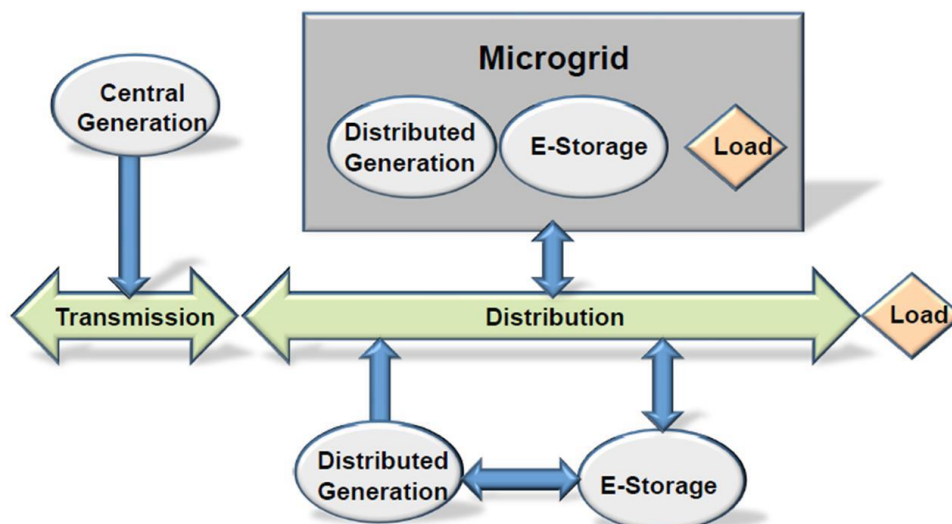 Microgrid
Central
Generation
Distributed
Generation
E-Storage
Load
Transmission
Distribution
Load
Distributed
Generation
E-Storage